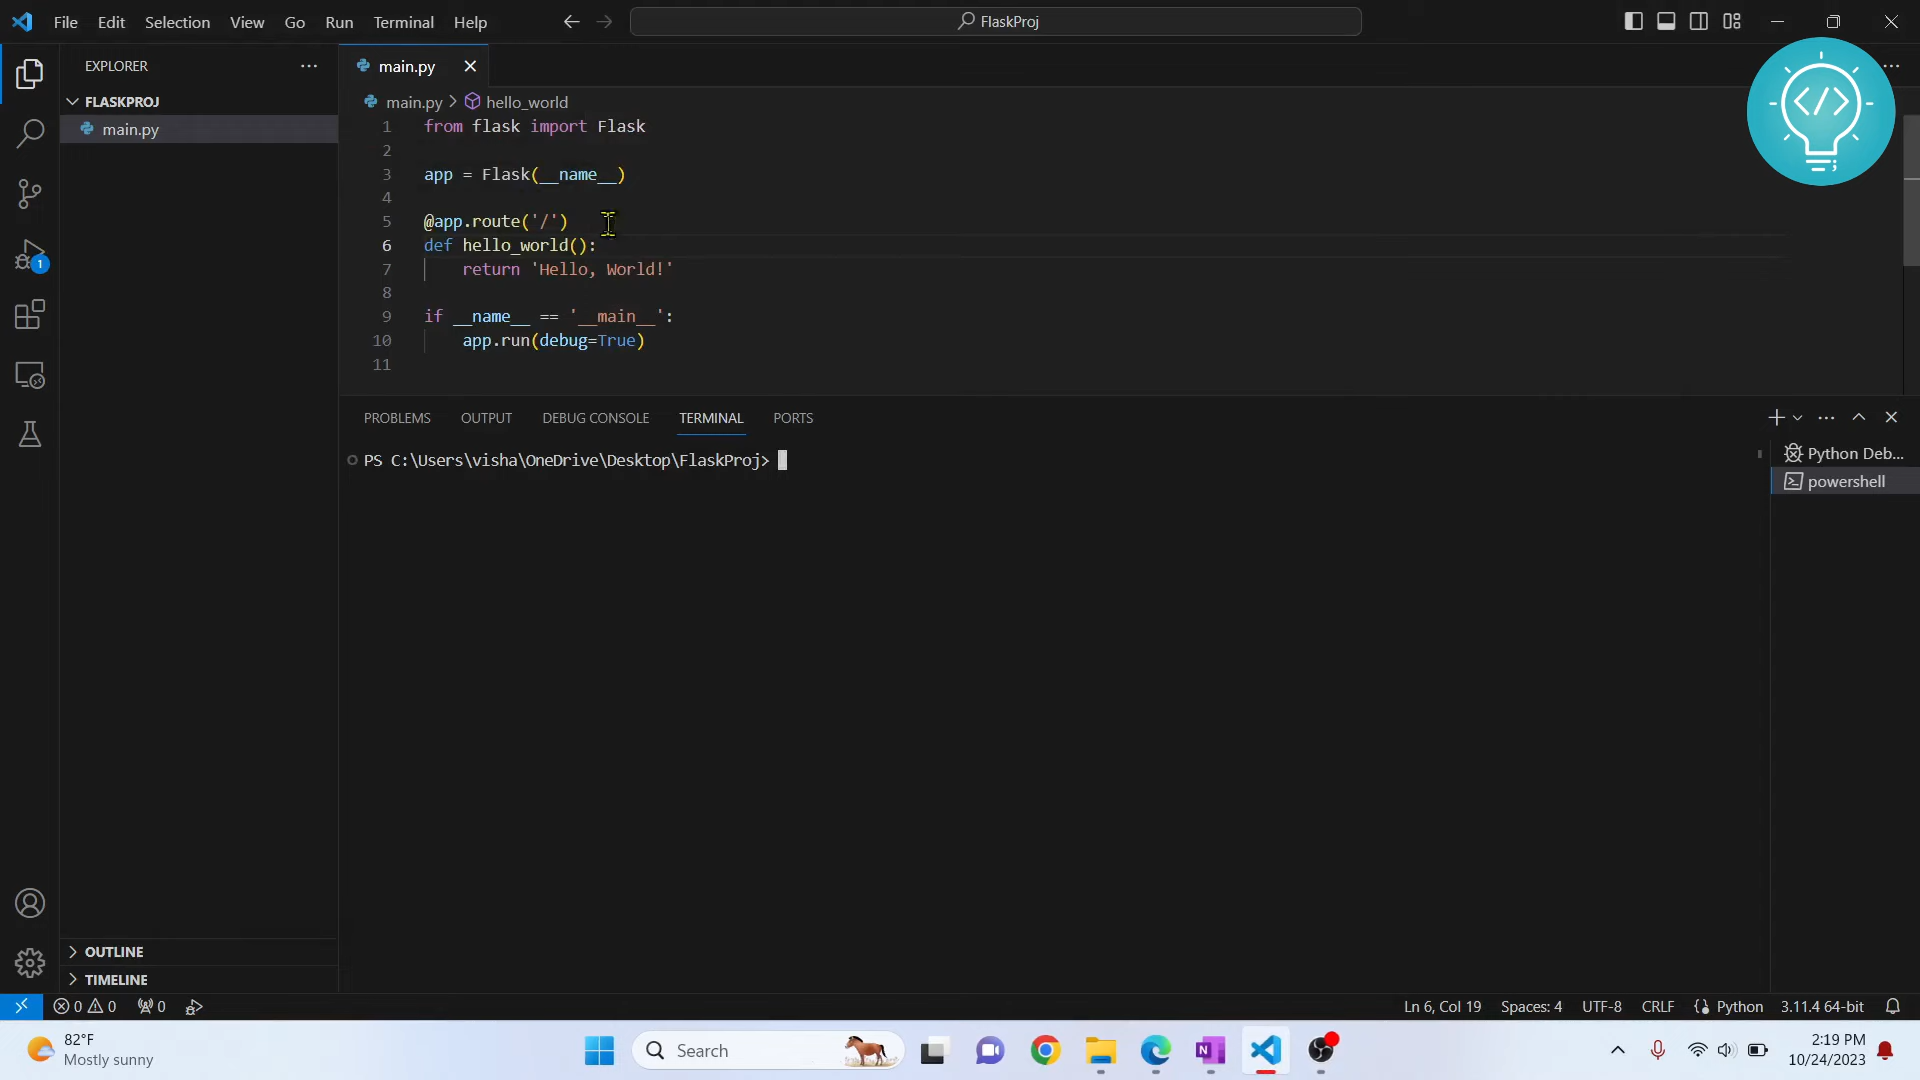 File Edit Selection View Go Run Terminal Help
FlaskProj
EXPLORER
FLASKPROJ
main.py
main.py
main.py > hello_world
1 from flask import Flask
2
3 app = Flask(__name__)
4
5 @app.route('/')
6 def hello_world():
7 return 'Hello, World!'
8
9 if __name__ == '__main__':
10 app.run(debug=True)
11
</>
1
PROBLEMS OUTPUT DEBUG CONSOLE TERMINAL PORTS
PS C:\Users\visha\OneDrive\Desktop\FlaskProj>
Python Deb...
powershell
OUTLINE
TIMELINE
0 0 0
Ln 6, Col 19 Spaces: 4 UTF-8 CRLF Python 3.11.4 64-bit
82°F
Mostly sunny
Search
2:19 PM
10/24/2023